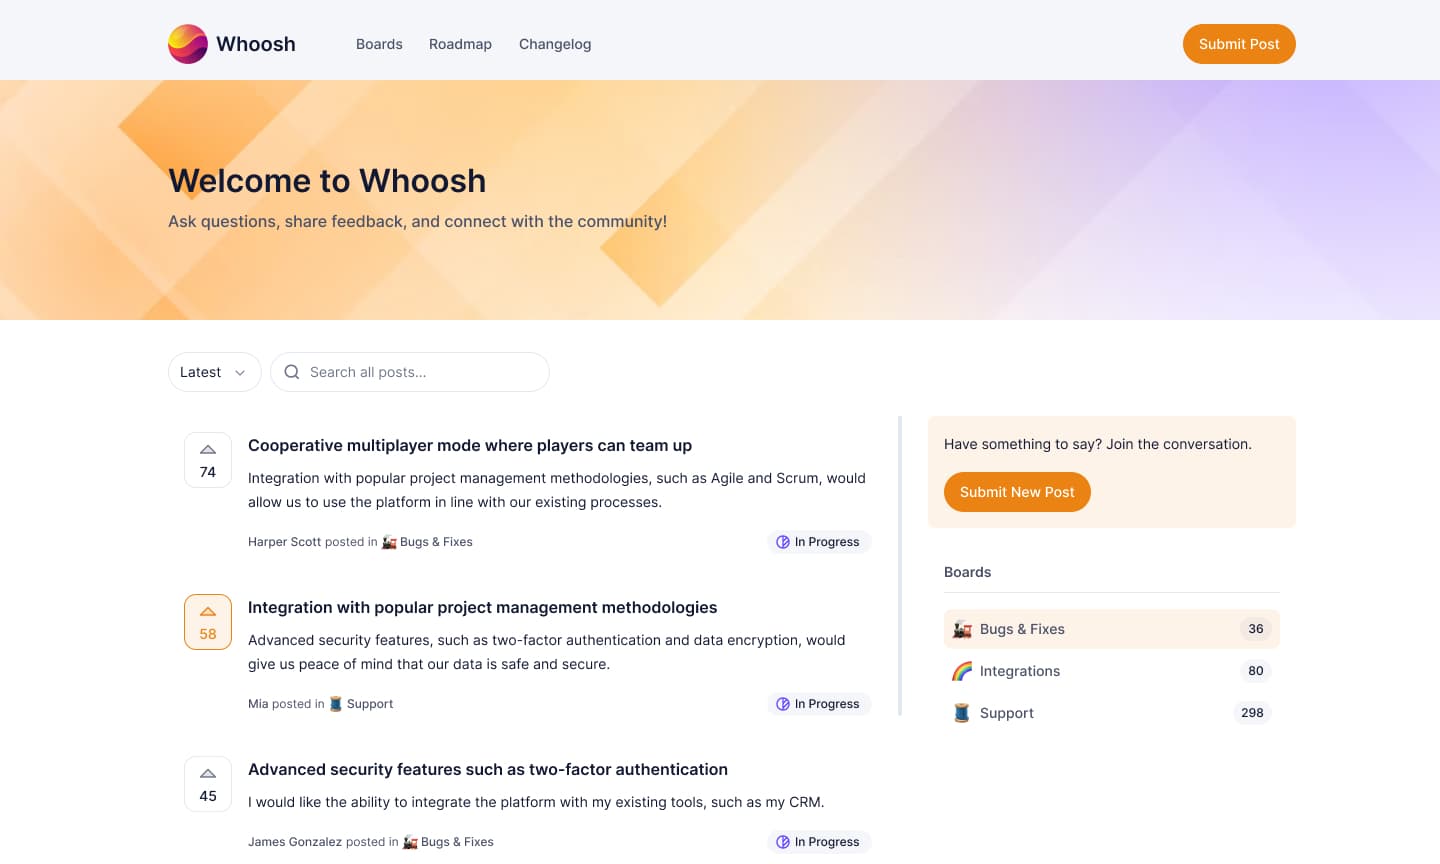 Whoosh
Boards
Roadmap
Changelog
Submit Post
Welcome to Whoosh
Ask questions, share feedback, and connect with the community!
Latest
Search all posts...
74
Cooperative multiplayer mode where players can team up
Integration with popular project management methodologies, such as Agile and Scrum, would
allow us to use the platform in line with our existing processes.
Harper Scott posted in Bugs & Fixes
In Progress
58
Integration with popular project management methodologies
Advanced security features, such as two-factor authentication and data encryption, would
give us peace of mind that our data is safe and secure.
Mia posted in Support
In Progress
45
Advanced security features such as two-factor authentication
I would like the ability to integrate the platform with my existing tools, such as my CRM.
James Gonzalez posted in Bugs & Fixes
In Progress
Have something to say? Join the conversation.
Submit New Post
Boards
Bugs & Fixes 36
Integrations 80
Support 298